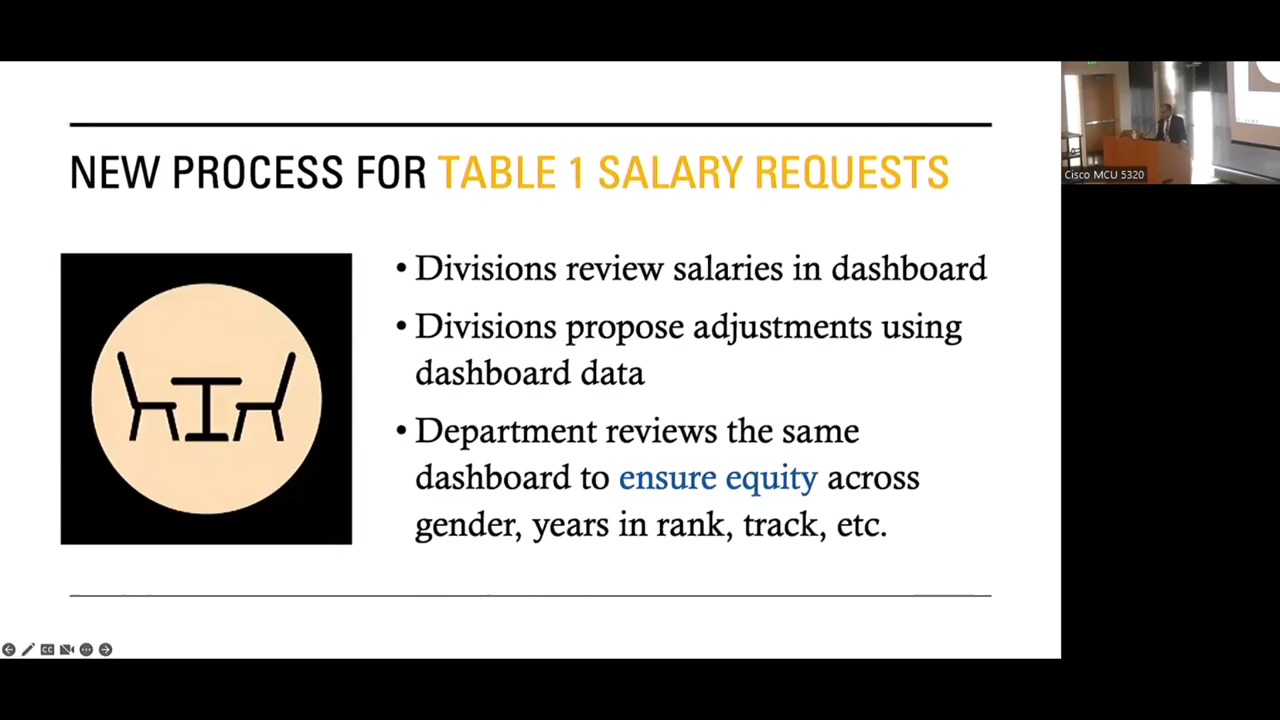 NEW PROCESS FOR TABLE 1 SALARY REQUESTS
• Divisions review salaries in dashboard
• Divisions propose adjustments using
dashboard data
• Department reviews the same
dashboard to ensure equity across
gender, years in rank, track, etc.
Cisco MCU 5320
CC